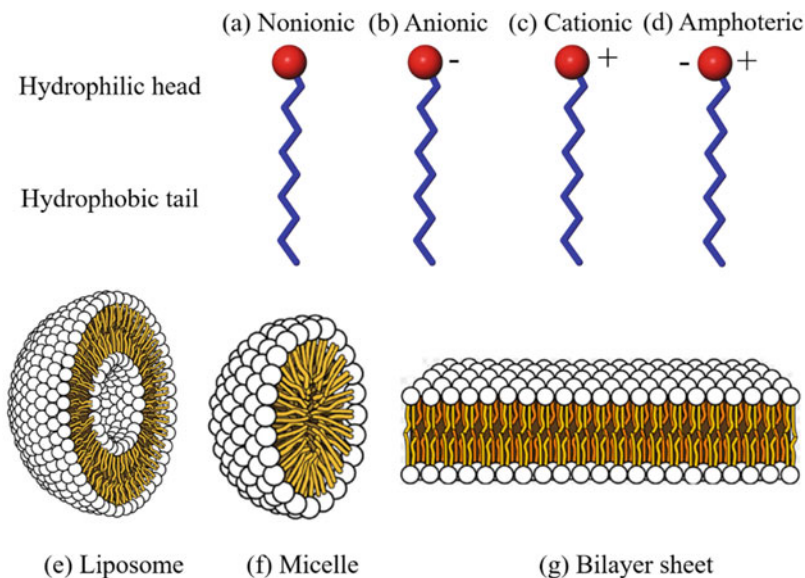 (a) Nonionic (b) Anionic (c) Cationic (d) Amphoteric
- + - +
Hydrophilic head
Hydrophobic tail
(e) Liposome (f) Micelle (g) Bilayer sheet